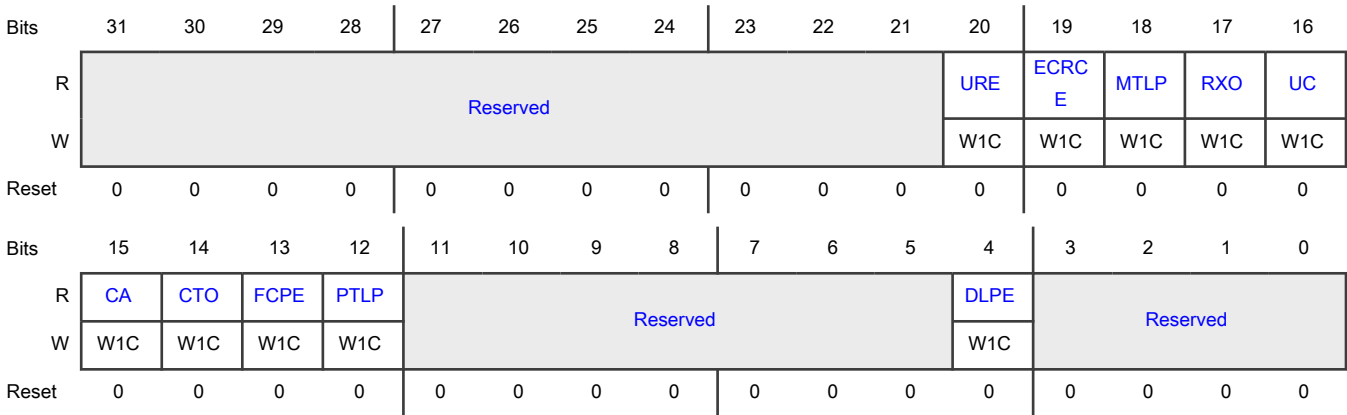 Bits 31 30 29 28 27 26 25 24 23 22 21 20 19 18 17 16
R Reserved URE ECRC E MTLP RXO UC
W W1C W1C W1C W1C W1C
Reset 0 0 0 0 0 0 0 0 0 0 0 0 0 0 0 0
Bits 15 14 13 12 11 10 9 8 7 6 5 4 3 2 1 0
R CA CTO FCPE PTLP Reserved DLPE Reserved
W W1C W1C W1C W1C W1C
Reset 0 0 0 0 0 0 0 0 0 0 0 0 0 0 0 0